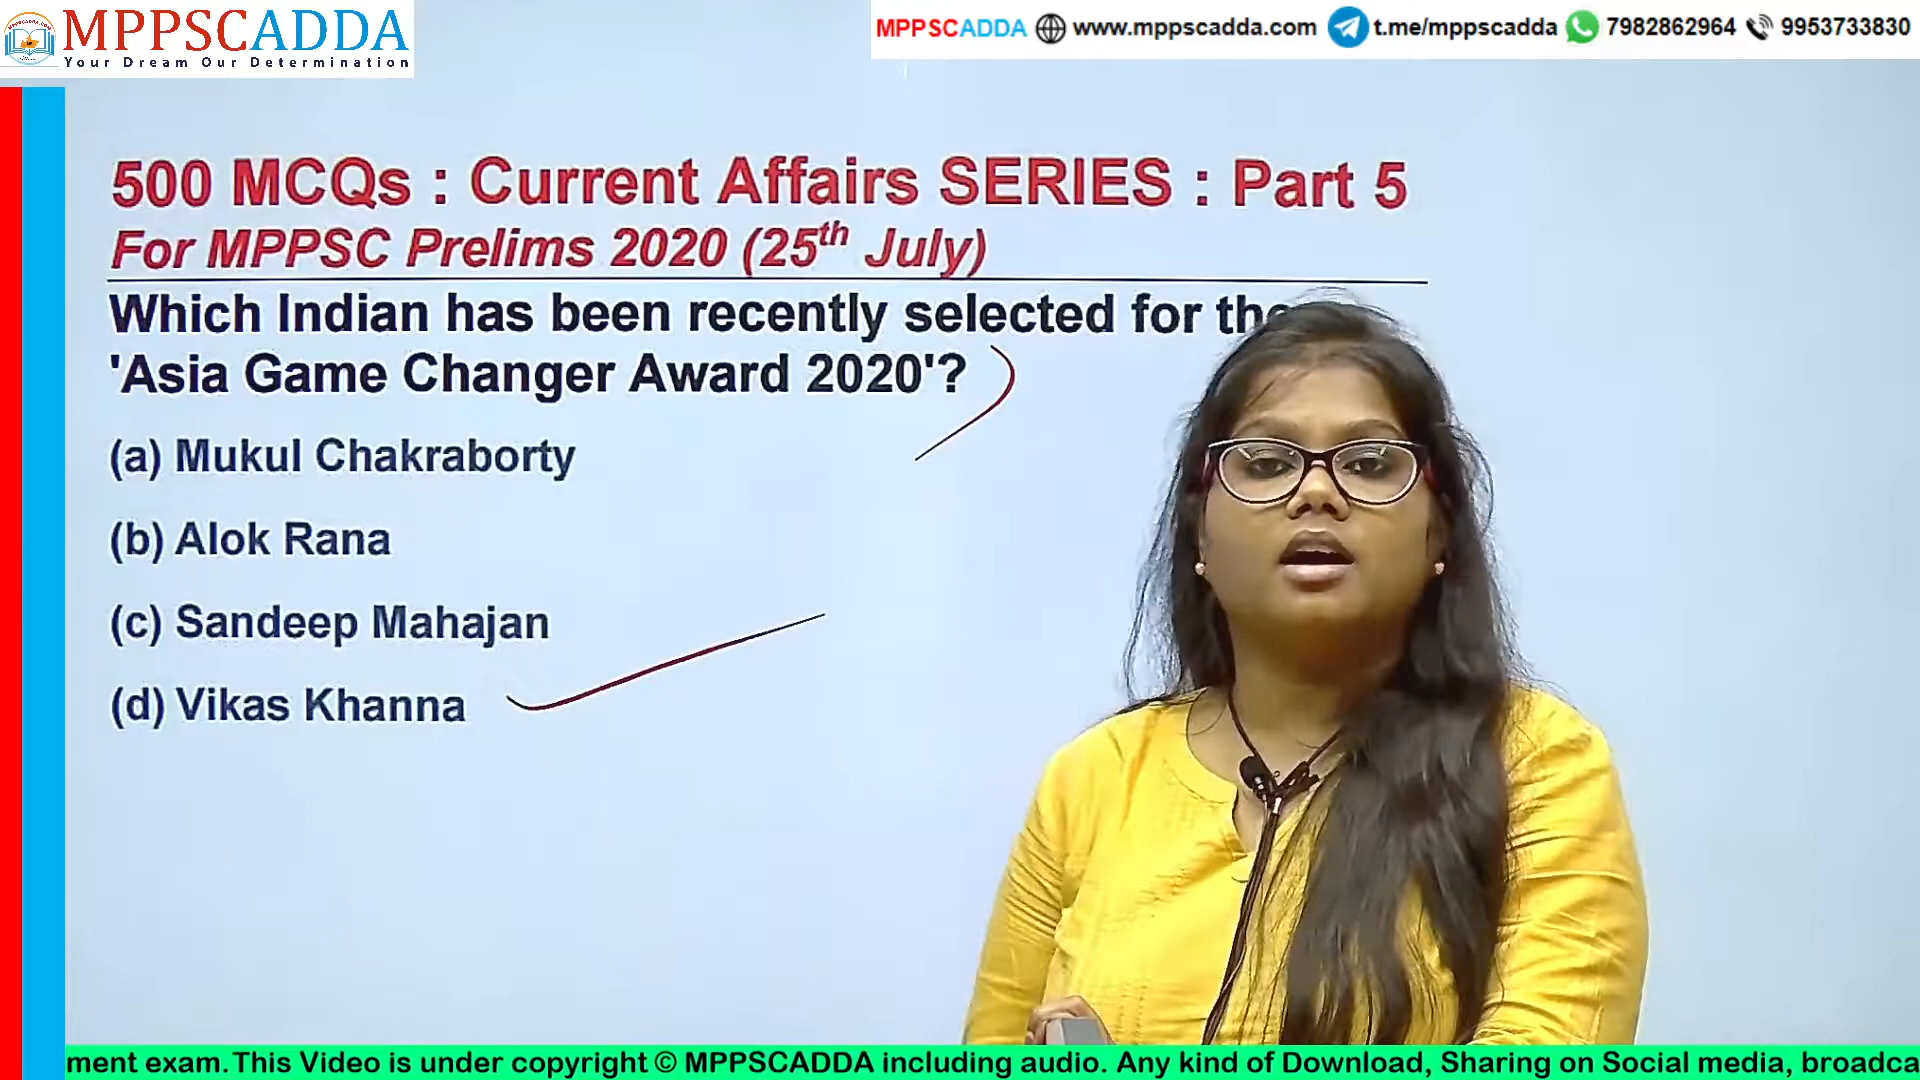 MPPSCADDA
Your Dream Our Determination
MPPSCADDA www.mppscadda.com t.me/mppscadda 7982862964 9953733830
500 MCQs : Current Affairs SERIES : Part 5
For MPPSC Prelims 2020 (25th July)
Which Indian has been recently selected for the
'Asia Game Changer Award 2020'?
(a) Mukul Chakraborty
(b) Alok Rana
(c) Sandeep Mahajan
(d) Vikas Khanna
ment exam. This Video is under copyright © MPPSCADDA including audio. Any kind of Download, Sharing on Social media, broadca